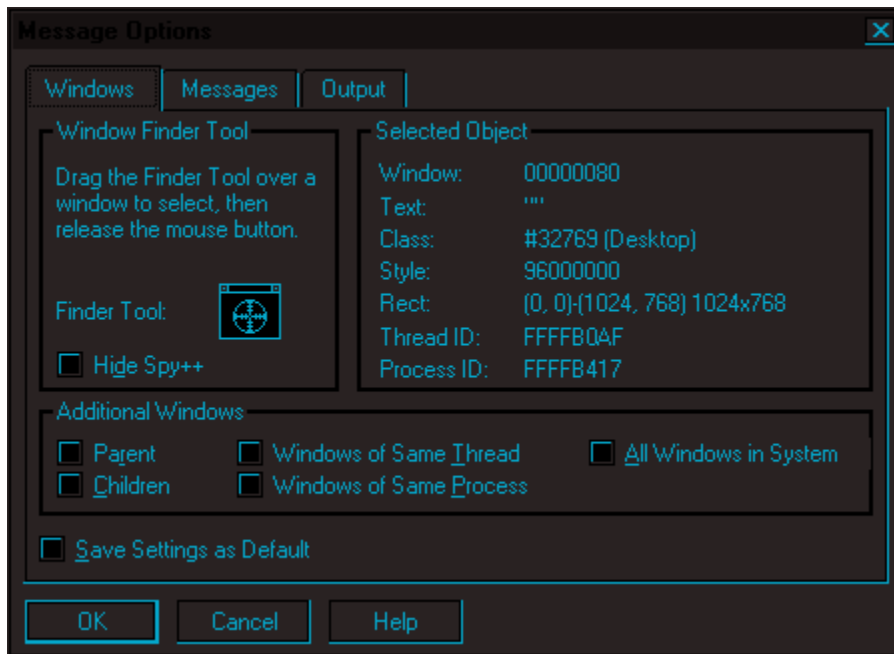 Message Options
Windows Messages Output
Window Finder Tool
Drag the Finder Tool over a
window to select, then
release the mouse button.
Finder Tool:
Hide Spy++
Selected Object
Window: 00000080
Text: ""
Class: #32769 (Desktop)
Style: 96000000
Rect: (0, 0)-(1024, 768) 1024x768
Thread ID: FFFFB0AF
Process ID: FFFFB417
Additional Windows
Parent Windows of Same Thread All Windows in System
Children Windows of Same Process
Save Settings as Default
OK Cancel Help